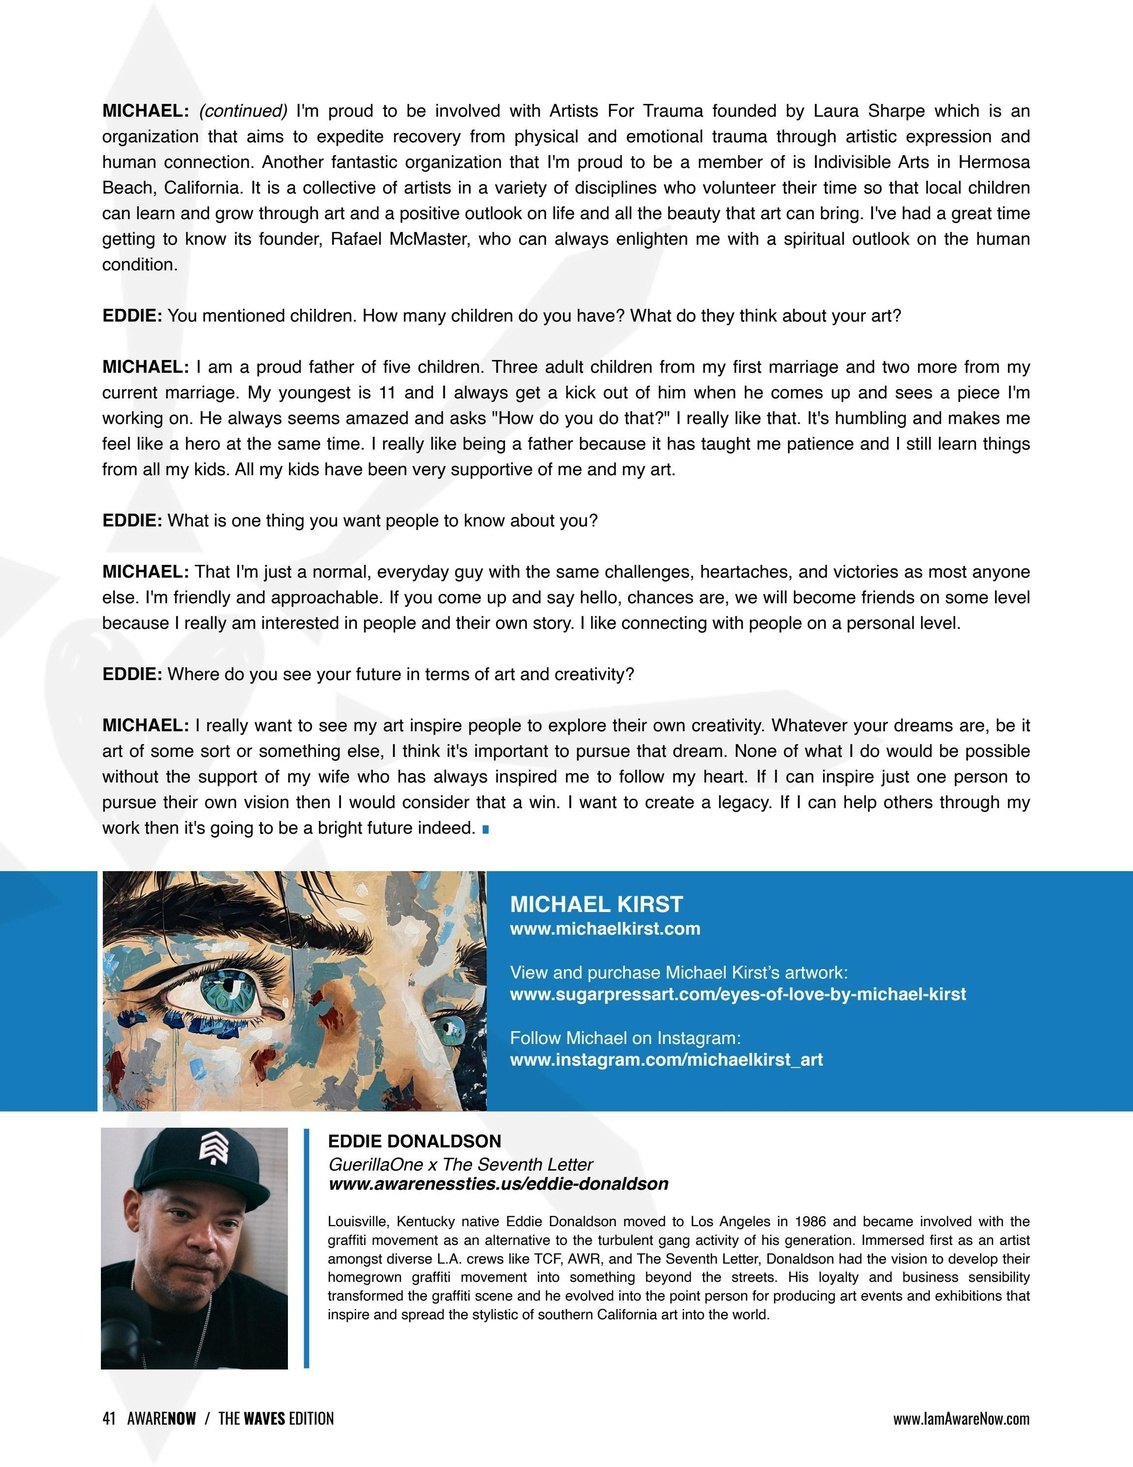 MICHAEL: (continued) I'm proud to be involved with Artists For Trauma founded by Laura Sharpe which is an
organization that aims to expedite recovery from physical and emotional trauma through artistic expression and
human connection. Another fantastic organization that I'm proud to be a member of is Indivisible Arts in Hermosa
Beach, California. It is a collective of artists in a variety of disciplines who volunteer their time so that local children
can learn and grow through art and a positive outlook on life and all the beauty that art can bring. I've had a great time
getting to know its founder, Rafael McMaster, who can always enlighten me with a spiritual outlook on the human
condition.
EDDIE: You mentioned children. How many children do you have? What do they think about your art?
MICHAEL: I am a proud father of five children. Three adult children from my first marriage and two more from my
current marriage. My youngest is 11 and I always get a kick out of him when he comes up and sees a piece I'm
working on. He always seems amazed and asks "How do you do that?" I really like that. It's humbling and makes me
feel like a hero at the same time. I really like being a father because it has taught me patience and I still learn things
from all my kids. All my kids have been very supportive of me and my art.
EDDIE: What is one thing you want people to know about you?
MICHAEL: That I'm just a normal, everyday guy with the same challenges, heartaches, and victories as most anyone
else. I'm friendly and approachable. If you come up and say hello, chances are, we will become friends on some level
because I really am interested in people and their own story. I like connecting with people on a personal level.
EDDIE: Where do you see your future in terms of art and creativity?
MICHAEL: I really want to see my art inspire people to explore their own creativity. Whatever your dreams are, be it
art of some sort or something else, I think it's important to pursue that dream. None of what I do would be possible
without the support of my wife who has always inspired me to follow my heart. If I can inspire just one person to
pursue their own vision then I would consider that a win. I want to create a legacy. If I can help others through my
work then it's going to be a bright future indeed.
MKIRST
MICHAEL KIRST
www.michaelkirst.com
View and purchase Michael Kirst's artwork:
www.sugarpressart.com/eyes-of-love-by-michael-kirst
Follow Michael on Instagram:
www.instagram.com/michaelkirst_art
EDDIE DONALDSON
GuerillaOne x The Seventh Letter
www.awarenessties.us/eddie-donaldson
Louisville, Kentucky native Eddie Donaldson moved to Los Angeles in 1986 and became involved with the
graffiti movement as an alternative to the turbulent gang activity of his generation. Immersed first as an artist
amongst diverse L.A. crews like TCF, AWR, and The Seventh Letter, Donaldson had the vision to develop their
homegrown graffiti movement into something beyond the streets. His loyalty and business sensibility
transformed the graffiti scene and he evolved into the point person for producing art events and exhibitions that
inspire and spread the stylistic of southern California art into the world.
41 AWARENOW / THE WAVES EDITION
www.IamAwareNow.com